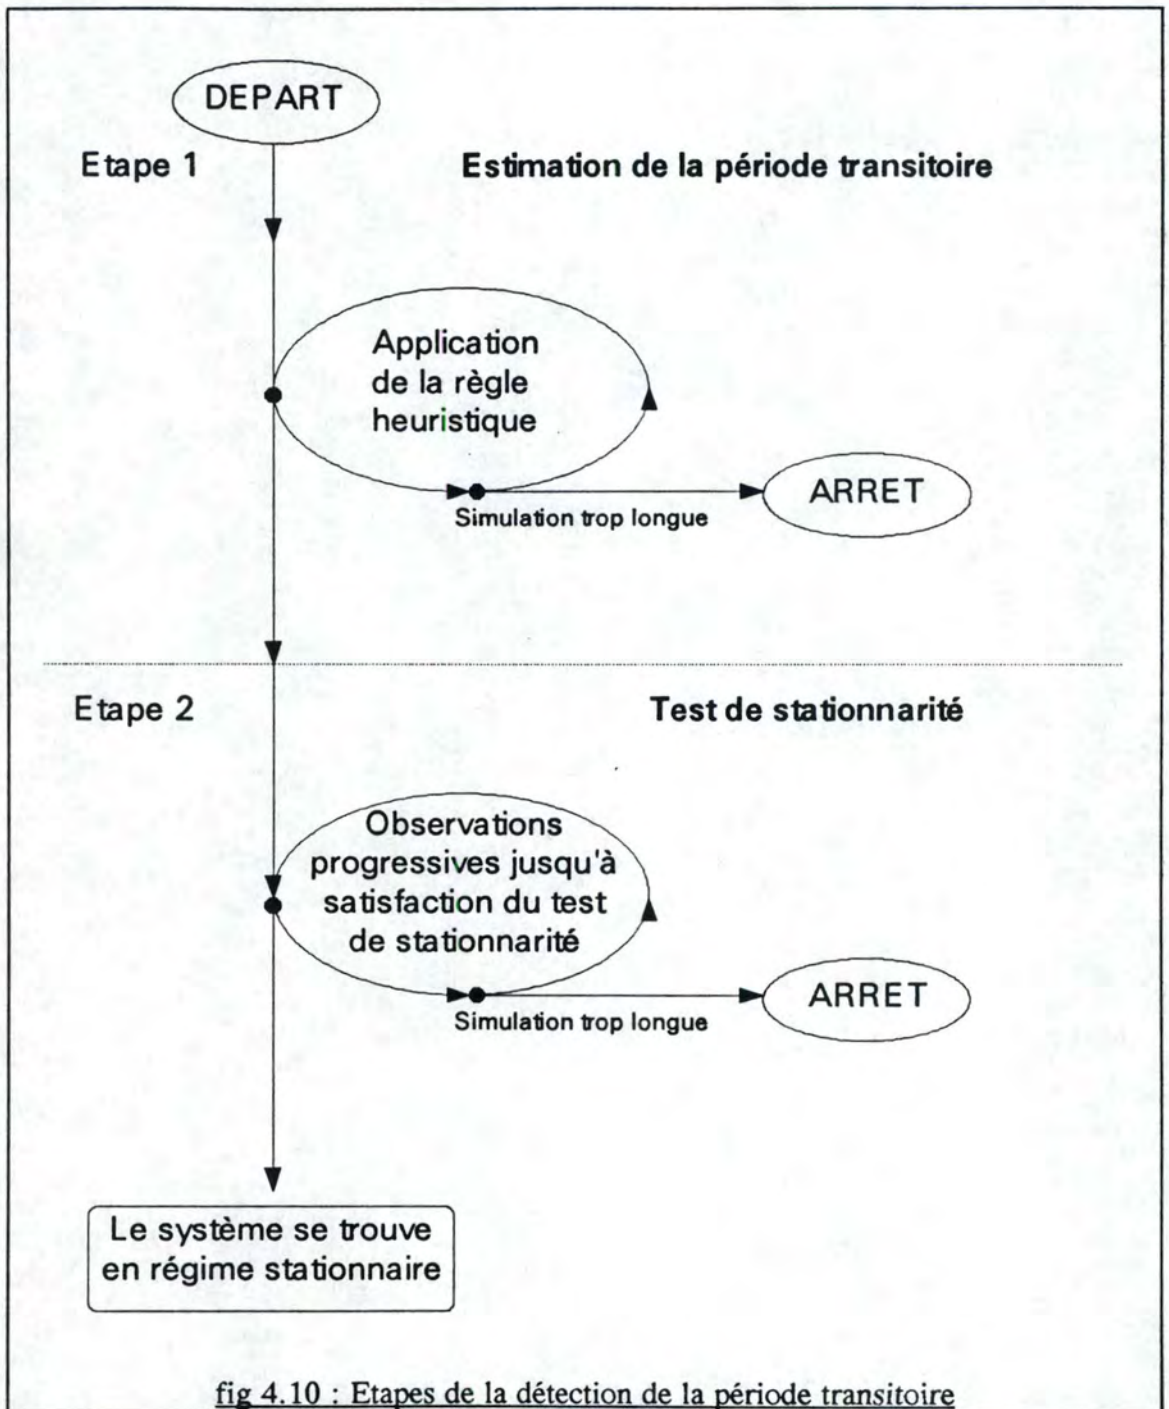 DEPART
Etape 1
Estimation de la période transitoire
Application
de la règle
heuristique
ARRET
Simulation trop longue
Etape 2
Test de stationnarité
Observations
progressives jusqu'à
satisfaction du test
de stationnarité
ARRET
Simulation trop longue
Le système se trouve
en régime stationnaire
fig 4.10 : Etapes de la détection de la période transitoire